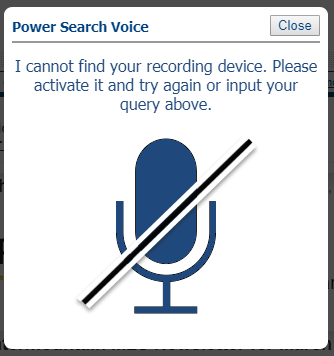 Power Search Voice
Close
I cannot find your recording device. Please
activate it and try again or input your
query above.